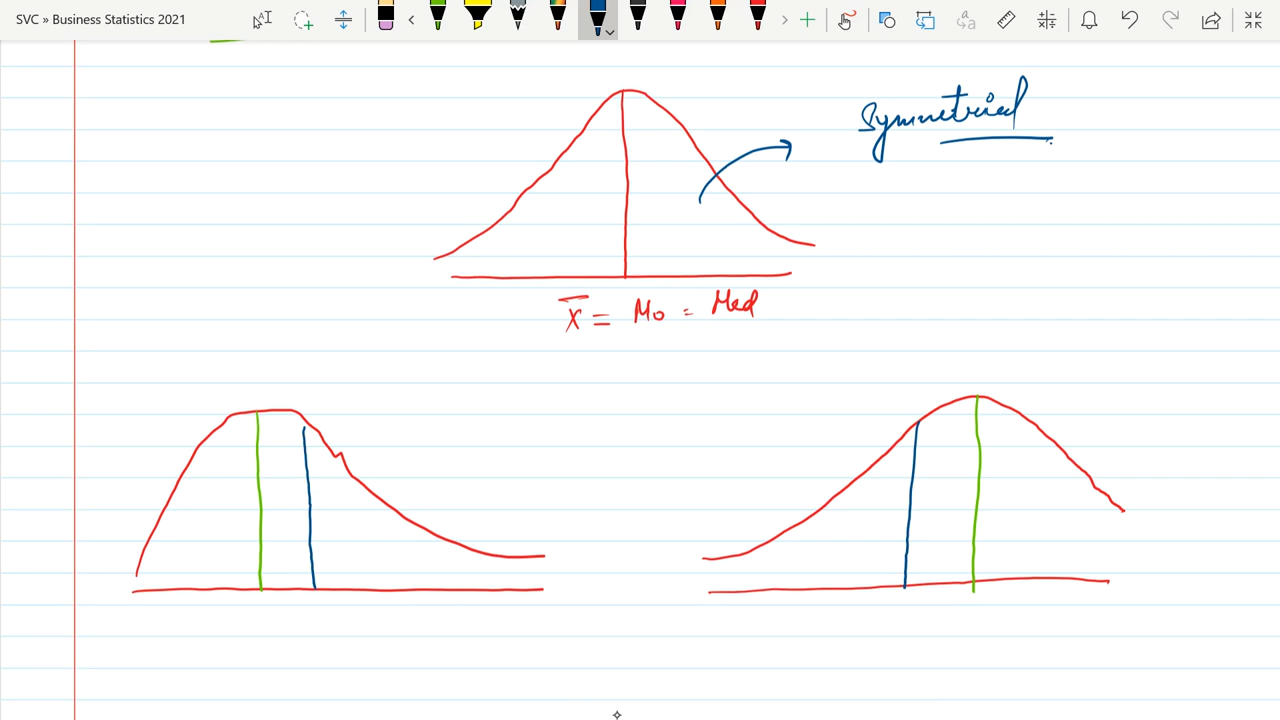 SVC » Business Statistics 2021
Symmetrical
X̅ = Mo = Med